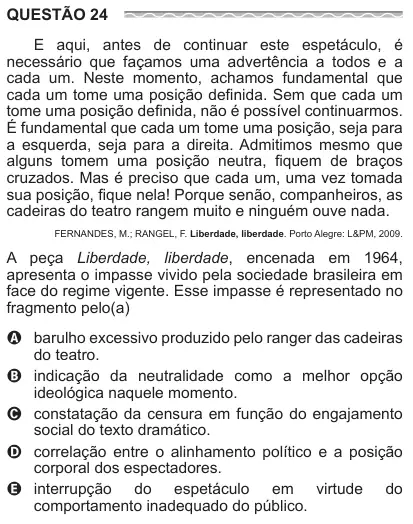 QUESTÃO 24
E aqui, antes de continuar este espetáculo, é
necessário que façamos uma advertência a todos e a
cada um. Neste momento, achamos fundamental que
cada um tome uma posição definida. Sem que cada um
tome uma posição definida, não é possível continuarmos.
É fundamental que cada um tome uma posição, seja para
a esquerda, seja para a direita. Admitimos mesmo que
alguns tomem uma posição neutra, fiquem de braços
cruzados. Mas é preciso que cada um, uma vez tomada
sua posição, fique nela! Porque senão, companheiros, as
cadeiras do teatro rangem muito e ninguém ouve nada.
FERNANDES, M.; RANGEL, F. Liberdade, liberdade. Porto Alegre: L&PM, 2009.
A peça Liberdade, liberdade, encenada em 1964,
apresenta o impasse vivido pela sociedade brasileira em
face do regime vigente. Esse impasse é representado no
fragmento pelo(a)
A barulho excessivo produzido pelo ranger das cadeiras
do teatro.
B indicação da neutralidade como a melhor opção
ideológica naquele momento.
C constatação da censura em função do engajamento
social do texto dramático.
D correlação entre o alinhamento político e a posição
corporal dos espectadores.
E interrupção do espetáculo em virtude do
comportamento inadequado do público.